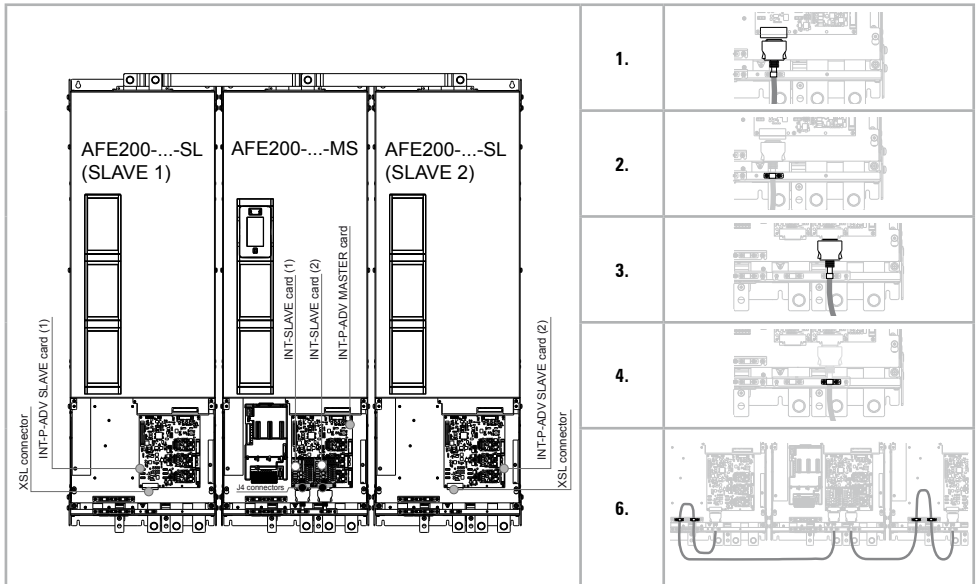 AFE200-...-SL
(SLAVE 1)
AFE200-...-MS
AFE200-...-SL
(SLAVE 2)
INT-SLAVE card (1)
INT-SLAVE card (2)
INT-P-ADV MASTER card
XSL connector
INT-P-ADV SLAVE card (1)
J4 connectors
INT-P-ADV SLAVE card (2)
XSL connector
1.
2.
3.
4.
6.